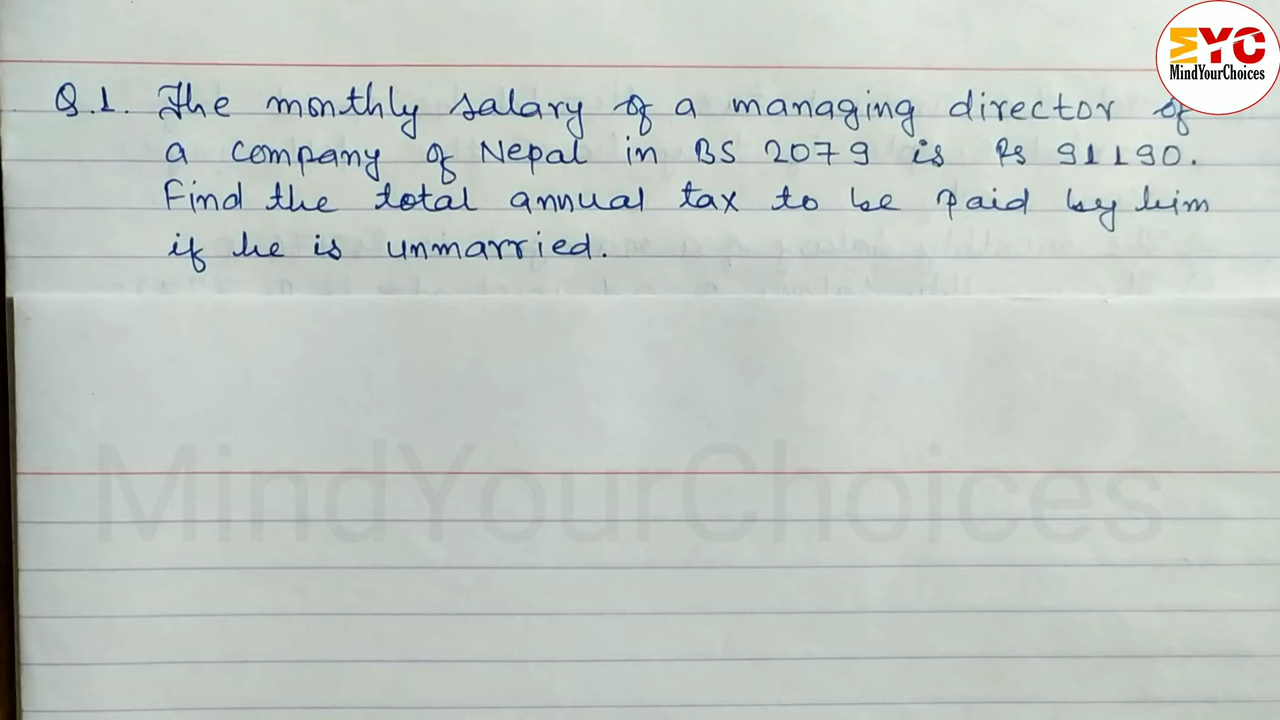 MYC
MindYourChoices
Q.1. The monthly salary of a managing director of
a company of Nepal in BS 2079 is Rs 91190.
Find the total annual tax to be paid by him
if he is unmarried.
MindYourChoices